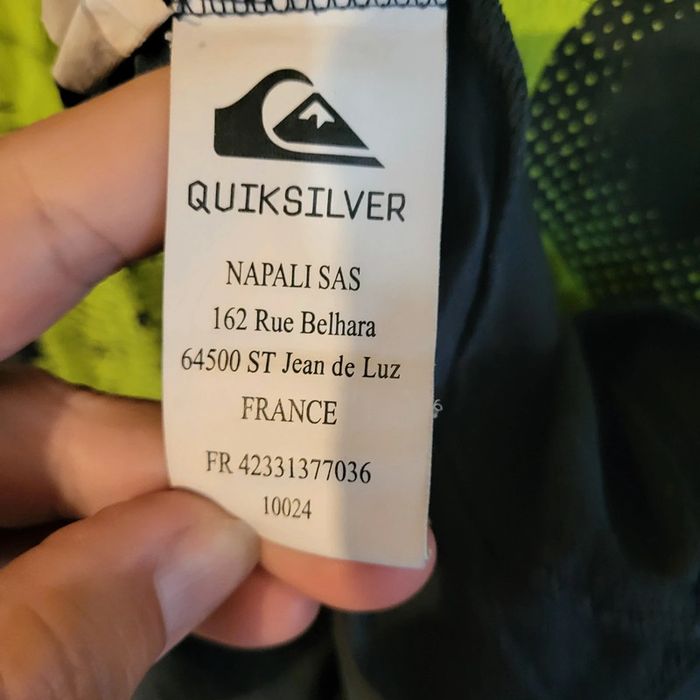 QUIKSILVER
NAPALI SAS
162 Rue Belhara
64500 ST Jean de Luz
FRANCE
FR 42331377036
10024